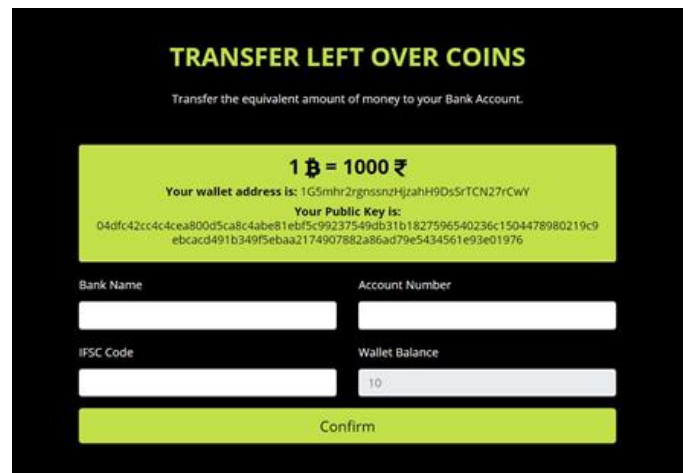 TRANSFER LEFT OVER COINS
Transfer the equivalent amount of money to your Bank Account.
1 ₿ = 1000 ₹
Your wallet address is: 1G5mhr2rgnssnzHjzahH9DsSrTCN27rCwY
Your Public Key is:
04dfc42cc4c4cea800d5ca8c4abe81ebf5c99237549db31b1827596540236c1504478980219c9
ebcacd491b349f5ebaa2174907882a86ad79e5434561e93e01976
Bank Name Account Number
IFSC Code Wallet Balance
10
Confirm